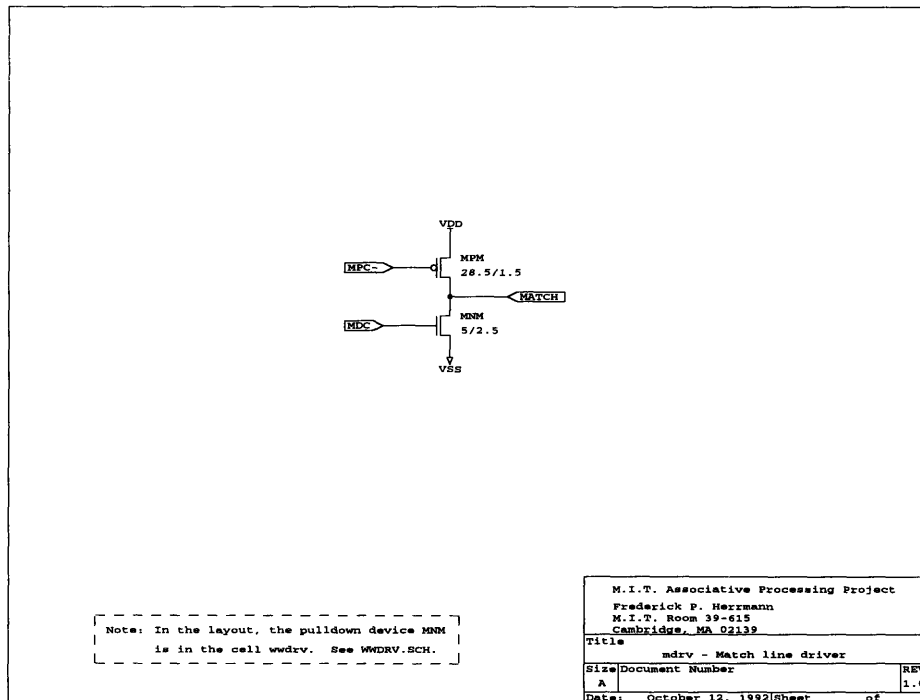 VDD
MPC-
MPM
28.5/1.5
MATCH
MNM
MDC
5/2.5
VSS
Note: In the layout, the pulldown device MNM
is in the cell wwdrv. See WWDRV.SCH.
M.I.T. Associative Processing Project
Frederick P. Herrmann
M.I.T. Room 39-615
Cambridge, MA 02139
Title
mdrv - Match line driver
Size Document Number
A
Date: October 12, 1992 Sheet of